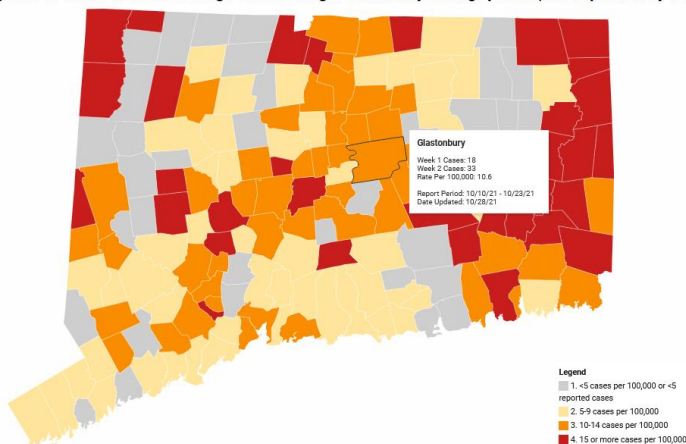 Glastonbury
Week 1 Cases: 18
Week 2 Cases: 33
Rate Per 100,000: 10.6
Report Period: 10/10/21 - 10/23/21
Date Updated: 10/28/21
Legend
1. <5 cases per 100,000 or <5
reported cases
2. 5-9 cases per 100,000
3. 10-14 cases per 100,000
4. 15 or more cases per 100,000